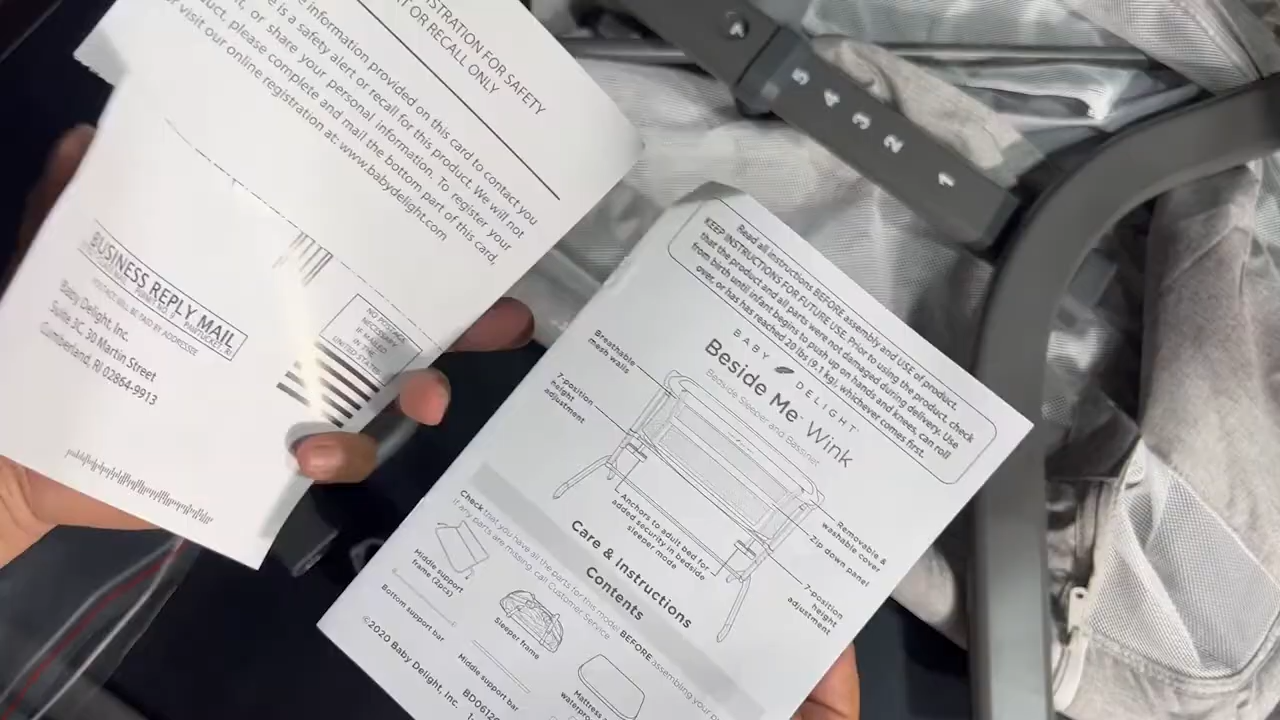 ISTRATION FOR SAFETY
RT OR RECALL ONLY
e information provided on this card to contact you
e is a safety alert or recall for this product. We will not
t, or share your personal information. To register your
duct, please complete and mail the bottom part of this card,
or visit our online registration at: www.babydelight.com
BUSINESS REPLY MAIL
POSTAGE WILL BE PAID BY ADDRESSEE
Baby Delight, Inc.
Suite 3C, 30 Martin Street
Cumberland, RI 02864-9913
NO POSTAGE
NECESSARY
IF MAILED
IN THE
UNITED STATES
Read all instructions BEFORE assembly and USE of product.
KEEP INSTRUCTIONS FOR FUTURE USE. Prior to using the product, check
that the product and all parts were not damaged during delivery. Use
from birth until infant begins to push up on hands and knees, can roll
over, or has reached 20 lbs (9.1 kg), whichever comes first.
BABY DELIGHT
Beside Me™ Wink
Bedside Sleeper and Bassinet
Breathable
mesh walls
7-position
height
adjustment
Anchors to adult bed for
added security in bedside
sleeper mode
Removable &
washable cover
Zip down panel
7-position
height
adjustment
Care & Instructions
Contents
Check that you have all the parts for this model BEFORE assembling your
If any parts are missing call Customer Service
Middle support
frame (2pcs)
Sleeper frame
Bottom support bar
Middle support bar
Mattress
©2020 Baby Delight, Inc.
5
4
3
2
1